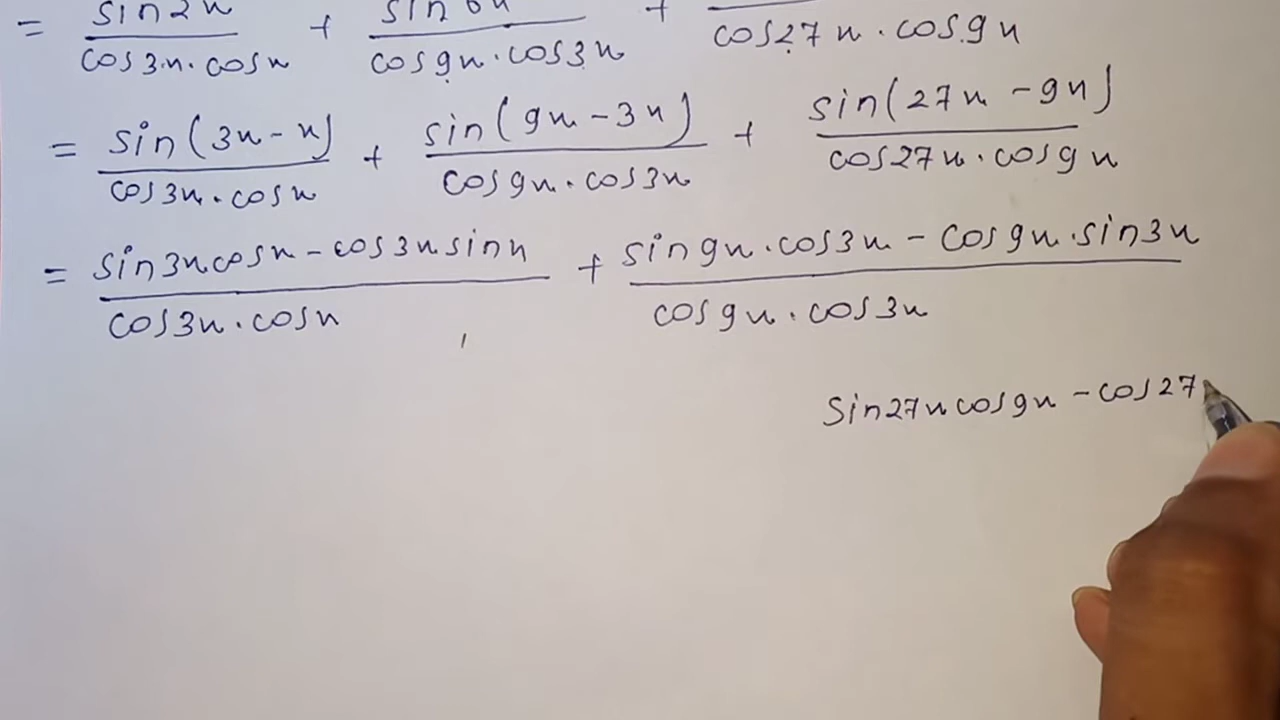 = sin2x / cos3x.cosx + sin6x / cos9x.cos3x + / cos27x.cos9x
= sin(3x-x) / cos3x.cosx + sin(9x-3x) / cos9x.cos3x + sin(27x-9x) / cos27x.cos9x
= sin3xcosx-cos3xsinx / cos3x.cosx + sin9x.cos3x-cos9x.sin3x / cos9x.cos3x
sin27xcos9x-cos27